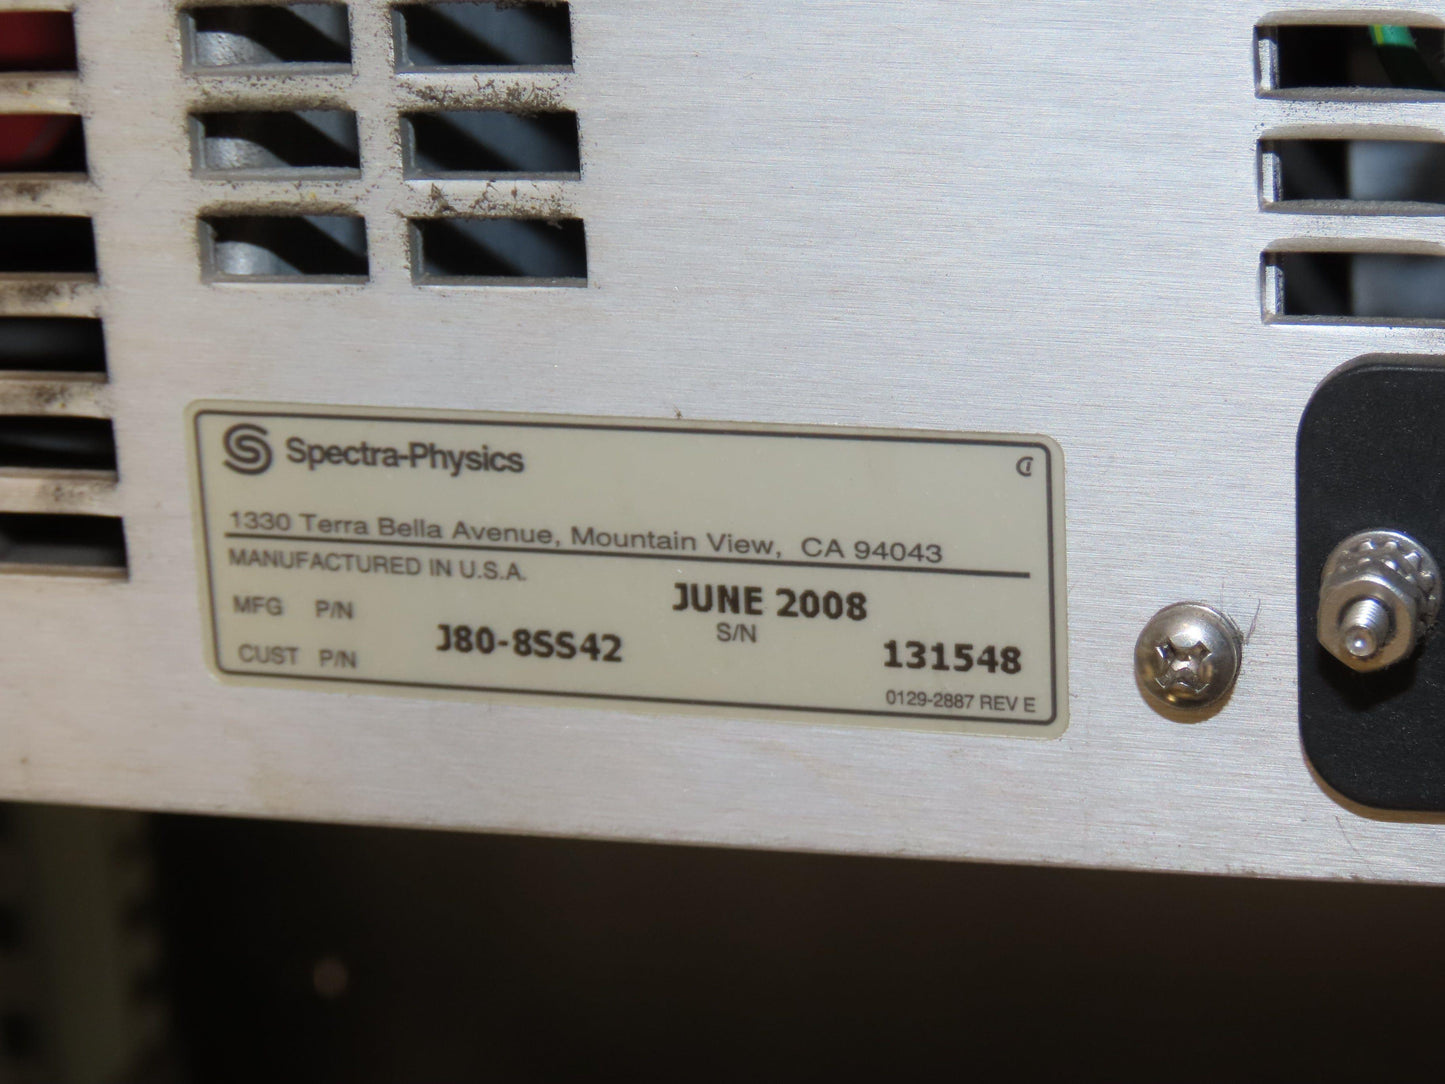 Spectra-Physics
1330 Terra Bella Avenue, Mountain View, CA 94043
MANUFACTURED IN U.S.A.
JUNE 2008
MFG P/N J80-8SS42 S/N 131548
CUST P/N
0129-2887 REV E